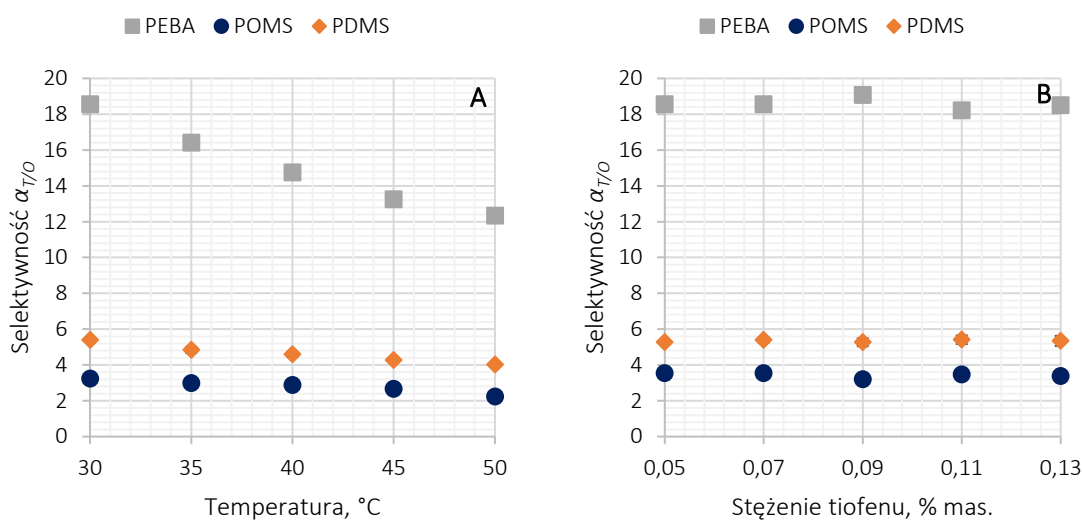 PEBA POMS PDMS
A
Selektywność α_T/O
20
18
16
14
12
10
8
6
4
2
0
30 35 40 45 50
Temperatura, °C
PEBA POMS PDMS
B
Selektywność α_T/O
20
18
16
14
12
10
8
6
4
2
0
0,05 0,07 0,09 0,11 0,13
Stężenie tiofenu, % mas.